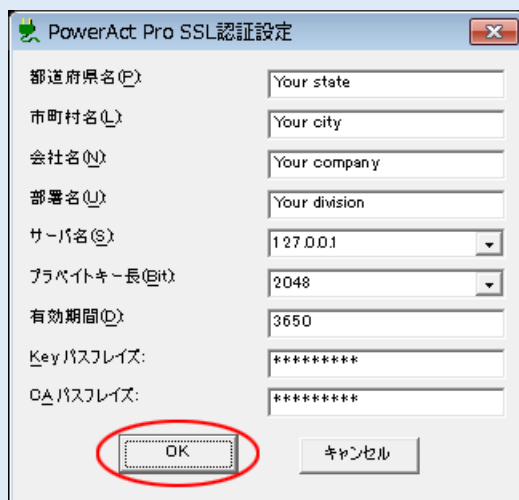 PowerAct Pro SSL認証設定
都道府県名(P): Your state
市町村名(L): Your city
会社名(N): Your company
部署名(U): Your division
サーバ名(S): 127.0.0.1
プラベイトキー長(Bit): 2048
有効期間(D): 3650
Key パスフレイズ: *********
CA パスフレイズ: *********
OK キャンセル